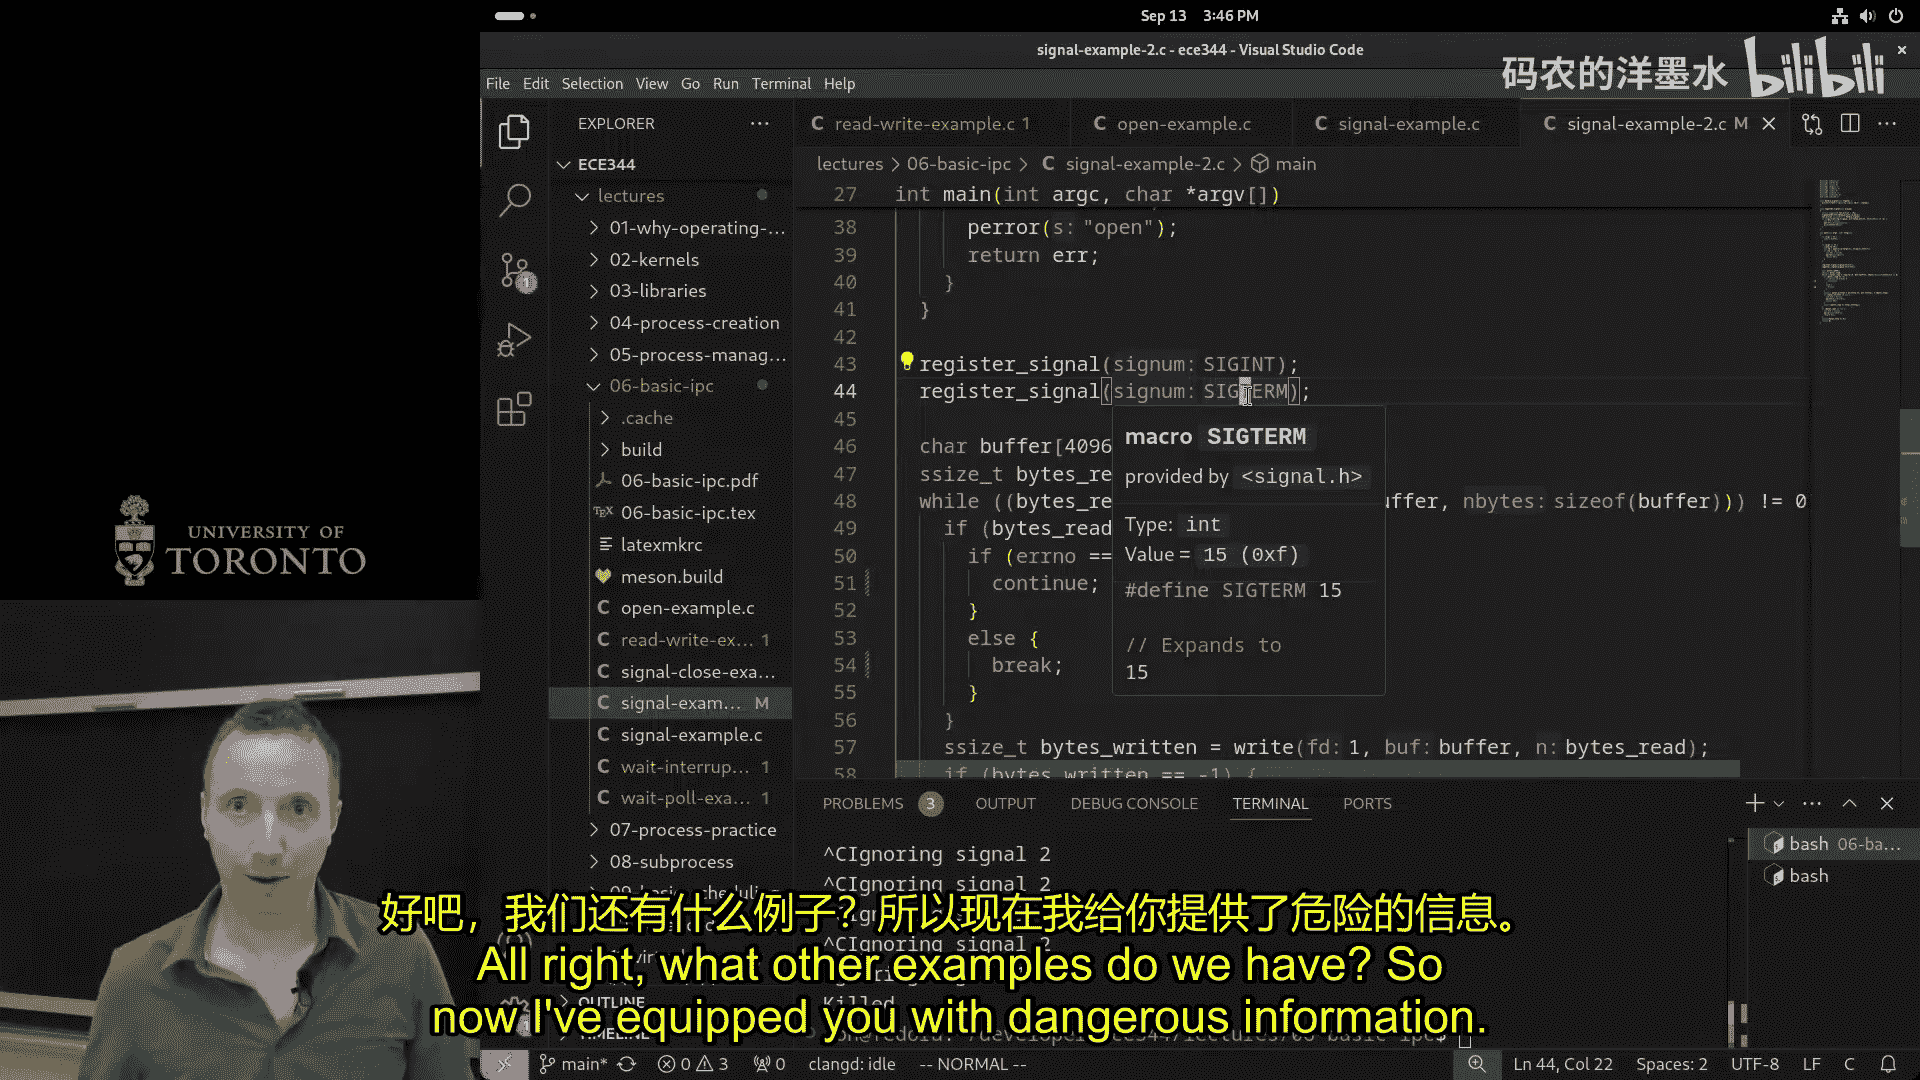 Sep 13 3:46 PM
signal-example-2.c - ece344 - Visual Studio Code
码农的洋墨水 bilibili
File Edit Selection View Go Run Terminal Help
EXPLORER
read-write-example.c 1
open-example.c
signal-example.c
signal-example-2.c M
ECE344
lectures
01-why-operating-...
02-kernels
03-libraries
04-process-creation
05-process-manag...
06-basic-ipc
.cache
build
06-basic-ipc.pdf
06-basic-ipc.tex
latexmkrc
meson.build
open-example.c
read-write-ex... 1
signal-close-exa...
signal-exam... M
signal-example.c
wait-interrup... 1
wait-poll-exa... 1
07-process-practice
08-subprocess
OUTLINE
TIMELINE
lectures > 06-basic-ipc > C signal-example-2.c > main
27 int main(int argc, char *argv[])
38 perror(s: "open");
39 return err;
40 }
41 }
42
43 register_signal(signum: SIGINT);
44 register_signal(signum: SIGTERM);
45
46 char buffer[4096
47 ssize_t bytes_re
48 while ((bytes_re uffer, nbytes: sizeof(buffer))) != 0
49 if (bytes_read
50 if (errno ==
51 continue;
52 }
53 else {
54 break;
55 }
56 }
57 ssize_t bytes_written = write(fd: 1, buf: buffer, n: bytes_read);
58 if (bytes_written == -1) {
macro SIGTERM
provided by <signal.h>
Type: int
Value = 15 (0xf)
#define SIGTERM 15
// Expands to
15
PROBLEMS 3 OUTPUT DEBUG CONSOLE TERMINAL PORTS
^CIgnoring signal 2
^CIgnoring signal 2
Ignoring signal 2
Killed
bash 06-ba...
bash
UNIVERSITY OF
TORONTO
好吧，我们还有什么例子？所以现在我给你提供了危险的信息。
All right, what other examples do we have? So
now I've equipped you with dangerous information.
main* 0 3 0 clangd: idle -- NORMAL -- Ln 44, Col 22 Spaces: 2 UTF-8 LF C